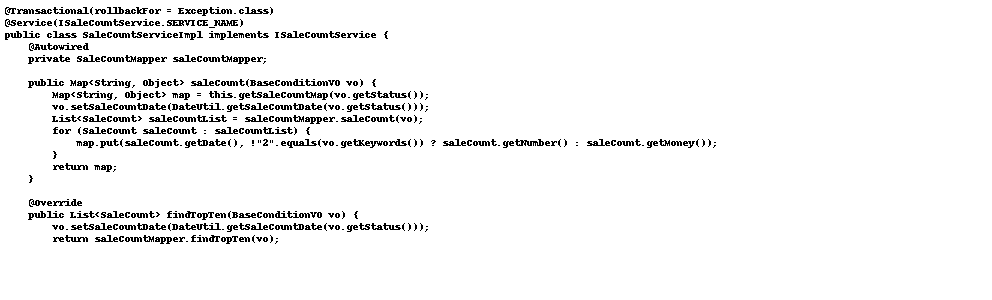 @Transactional(rollbackFor = Exception.class)
@Service(ISaleCountService.SERVICE_NAME)
public class SaleCountServiceImpl implements ISaleCountService {
@Autowired
private SaleCountMapper saleCountMapper;
public Map<String, Object> saleCount(BaseConditionVO vo) {
Map<String, Object> map = this.getSaleCountMap(vo.getStatus());
vo.setSaleCountDate(DateUtil.getSaleCountDate(vo.getStatus()));
List<SaleCount> saleCountList = saleCountMapper.saleCount(vo);
for (SaleCount saleCount : saleCountList) {
map.put(saleCount.getDate(), !"2".equals(vo.getKeywords()) ? saleCount.getNumber() : saleCount.getMoney());
}
return map;
}
@Override
public List<SaleCount> findTopTen(BaseConditionVO vo) {
vo.setSaleCountDate(DateUtil.getSaleCountDate(vo.getStatus()));
return saleCountMapper.findTopTen(vo);